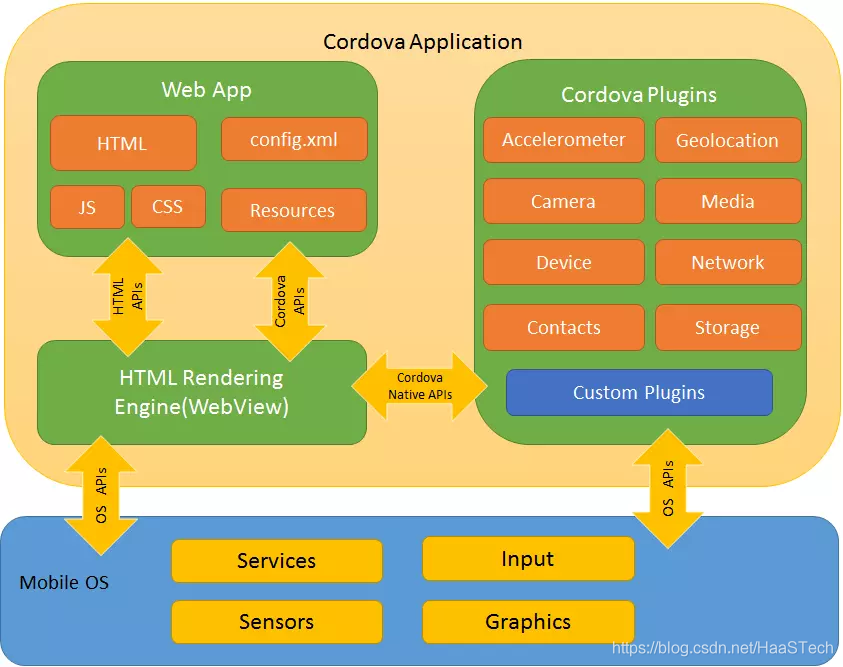 Cordova Application
Web App
HTML
config.xml
JS
CSS
Resources
HTML
APIs
Cordova
APIs
HTML Rendering
Engine(WebView)
Cordova
Native APIs
Cordova Plugins
Accelerometer
Geolocation
Camera
Media
Device
Network
Contacts
Storage
Custom Plugins
OS APIs
OS APIs
Mobile OS
Services
Input
Sensors
Graphics
https://blog.csdn.net/HaaSTech